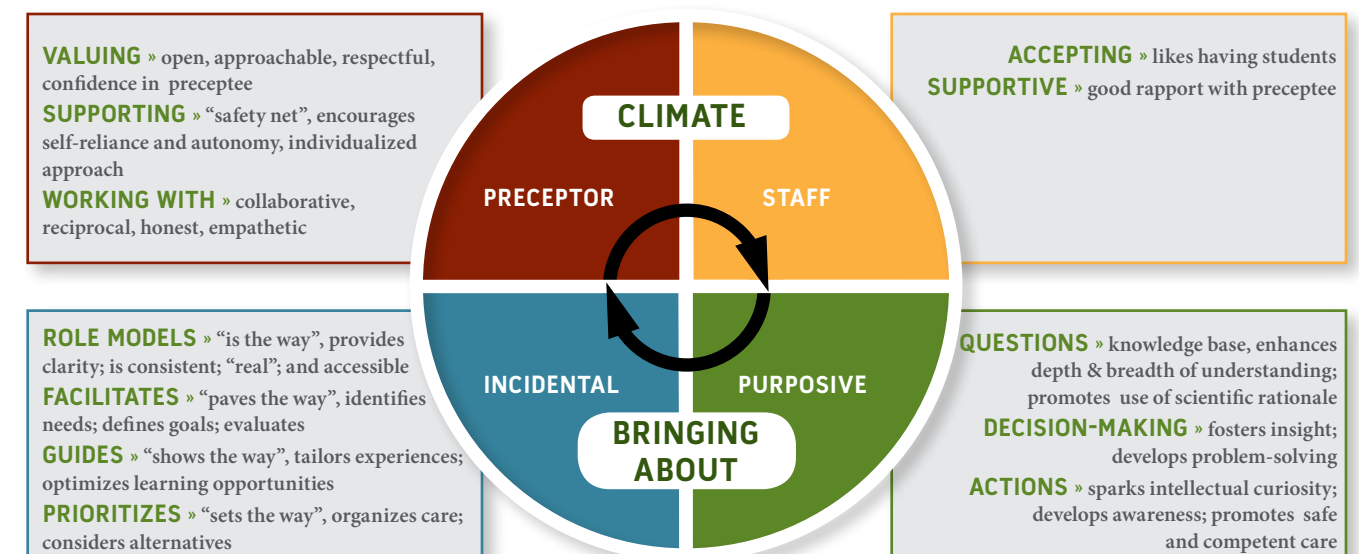 VALUING » open, approachable, respectful,
confidence in preceptee
SUPPORTING » “safety net”, encourages
self-reliance and autonomy, individualized
approach
WORKING WITH » collaborative,
reciprocal, honest, empathetic
CLIMATE
PRECEPTOR
STAFF
ACCEPTING » likes having students
SUPPORTIVE » good rapport with preceptee
ROLE MODELS » “is the way”, provides
clarity; is consistent; “real”; and accessible
FACILITATES » “paves the way”, identifies
needs; defines goals; evaluates
GUIDES » “shows the way”, tailors experiences;
optimizes learning opportunities
PRIORITIZES » “sets the way”, organizes care;
considers alternatives
INCIDENTAL
PURPOSIVE
BRINGING
ABOUT
QUESTIONS » knowledge base, enhances
depth & breadth of understanding;
promotes use of scientific rationale
DECISION-MAKING » fosters insight;
develops problem-solving
ACTIONS » sparks intellectual curiosity;
develops awareness; promotes safe
and competent care